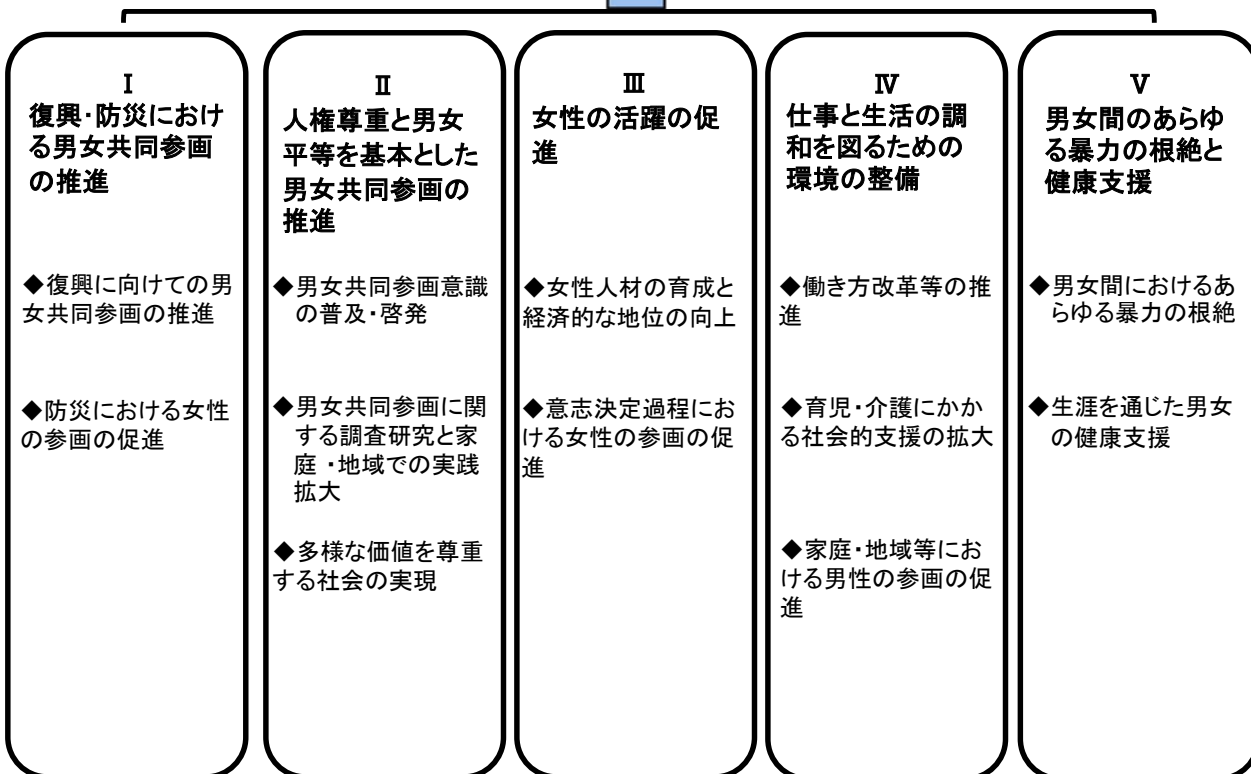 Ⅰ
復興・防災におけ
る男女共同参画
の推進
◆復興に向けての男
女共同参画の推進
◆防災における女性
の参画の促進
Ⅱ
人権尊重と男女
平等を基本とした
男女共同参画の
推進
◆男女共同参画意識
の普及・啓発
◆男女共同参画に関
する調査研究と家
庭・地域での実践
拡大
◆多様な価値を尊重
する社会の実現
Ⅲ
女性の活躍の促
進
◆女性人材の育成と
経済的な地位の向上
◆意志決定過程にお
ける女性の参画の促
進
Ⅳ
仕事と生活の調
和を図るための
環境の整備
◆働き方改革等の推
進
◆育児・介護にかか
る社会的支援の拡大
◆家庭・地域等にお
ける男性の参画の促
進
Ⅴ
男女間のあらゆ
る暴力の根絶と
健康支援
◆男女間におけるあ
らゆる暴力の根絶
◆生涯を通じた男女
の健康支援